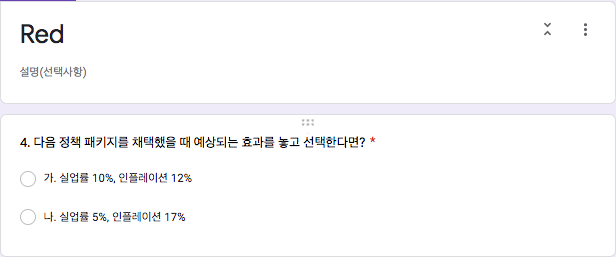 Red
설명(선택사항)
4. 다음 정책 패키지를 채택했을 때 예상되는 효과를 놓고 선택한다면? *
가. 실업률 10%, 인플레이션 12%
나. 실업률 5%, 인플레이션 17%